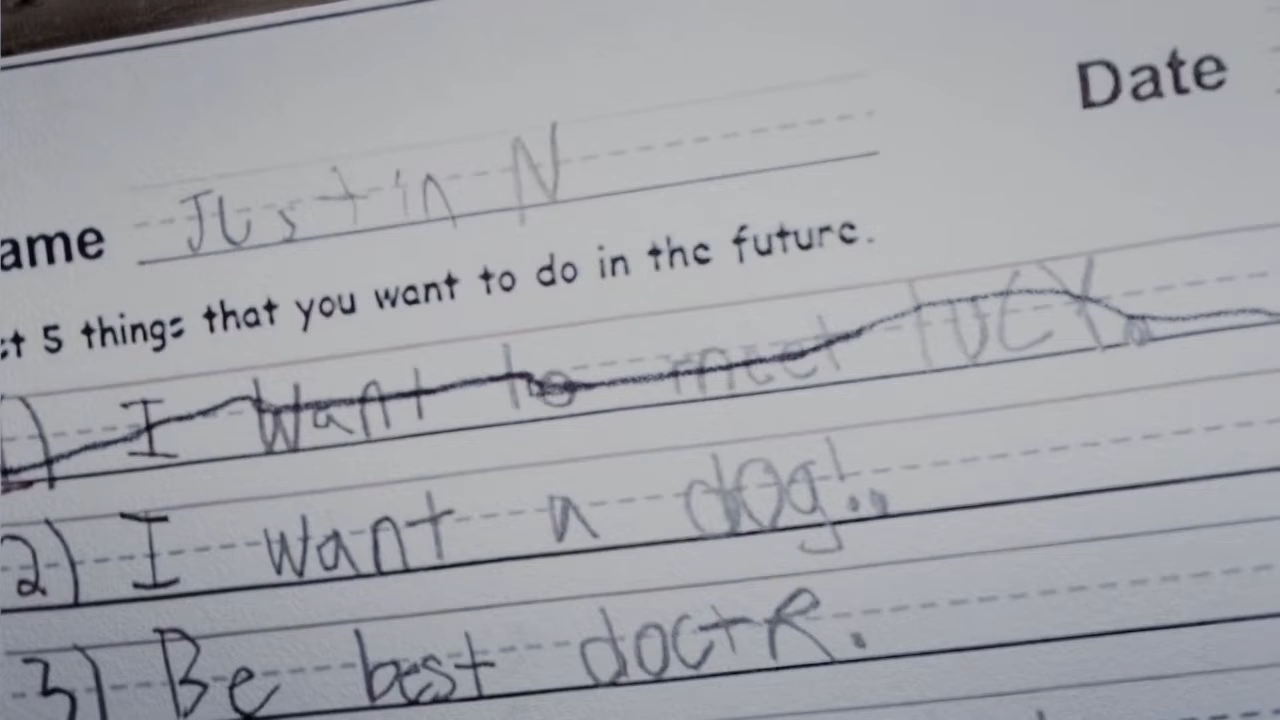 Date
ame Justin N
st 5 things that you want to do in the future.
1) I want to meet
2) I want a dog!..
3) Be best doctR.